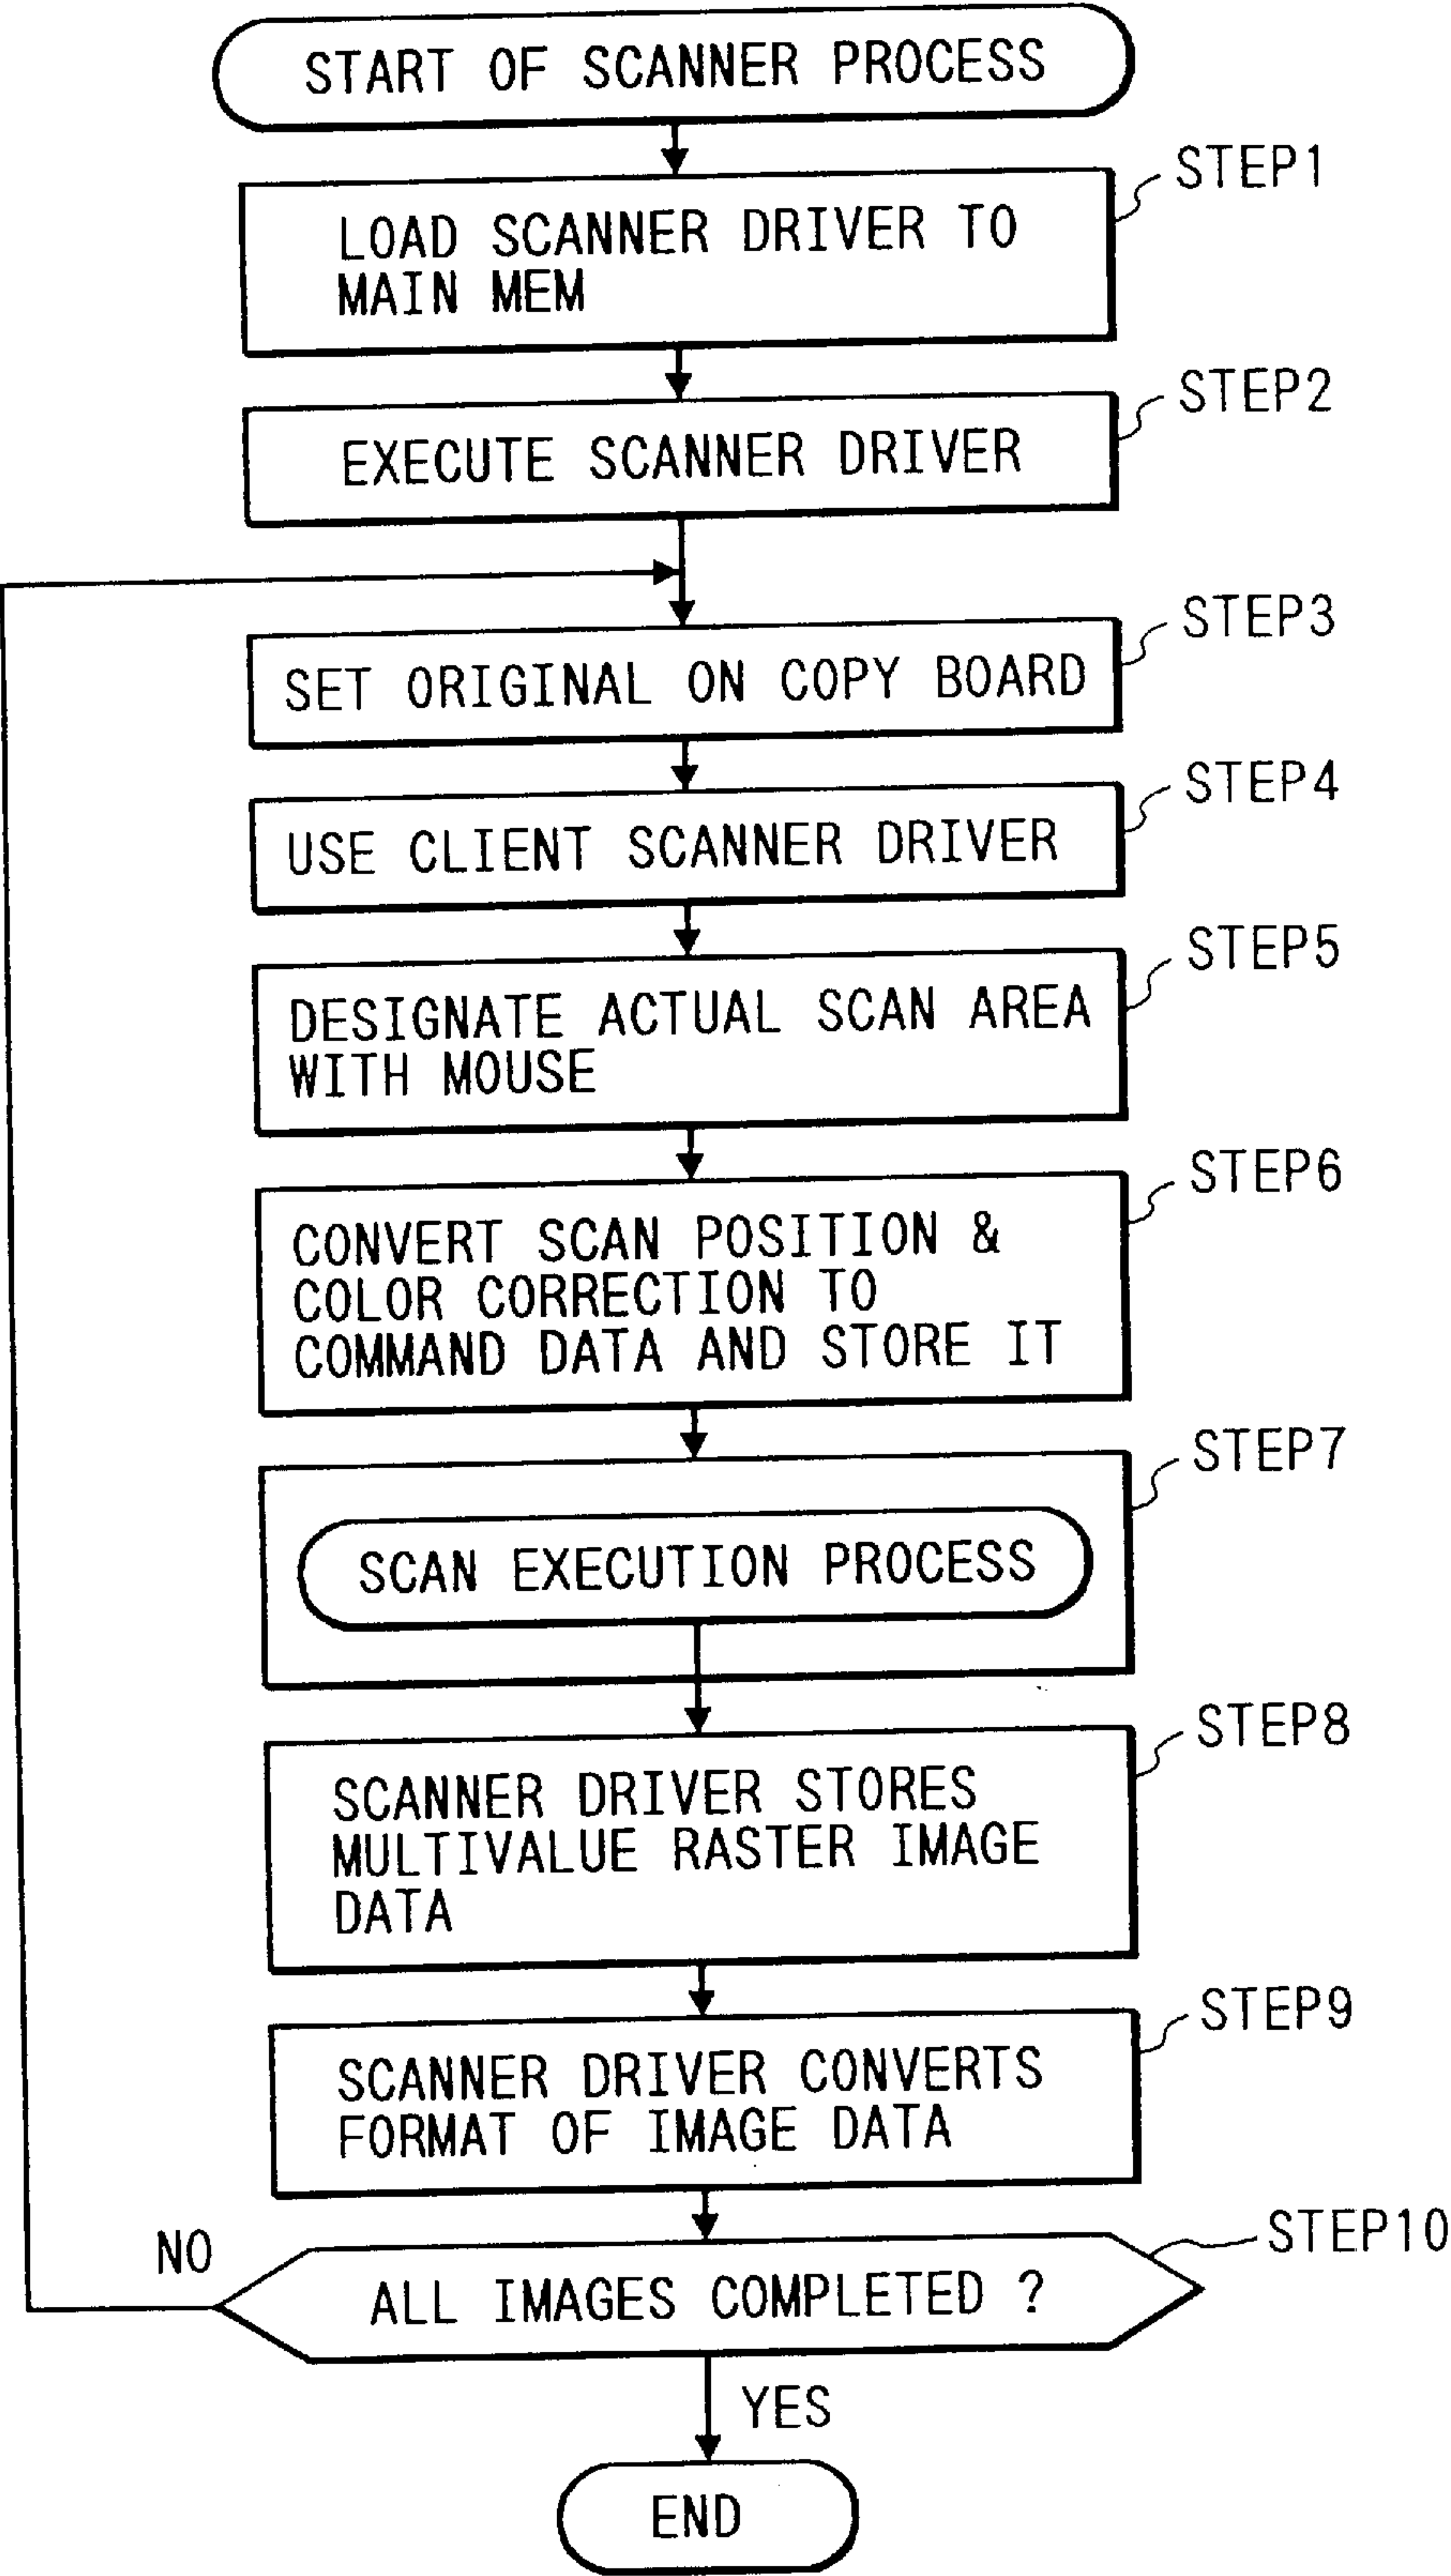 START OF SCANNER PROCESS
STEP1
LOAD SCANNER DRIVER TO
MAIN MEM
STEP2
EXECUTE SCANNER DRIVER
STEP3
SET ORIGINAL ON COPY BOARD
STEP4
USE CLIENT SCANNER DRIVER
STEP5
DESIGNATE ACTUAL SCAN AREA
WITH MOUSE
STEP6
CONVERT SCAN POSITION &
COLOR CORRECTION TO
COMMAND DATA AND STORE IT
STEP7
SCAN EXECUTION PROCESS
STEP8
SCANNER DRIVER STORES
MULTIVALUE RASTER IMAGE
DATA
STEP9
SCANNER DRIVER CONVERTS
FORMAT OF IMAGE DATA
STEP10
NO
ALL IMAGES COMPLETED ?
YES
END